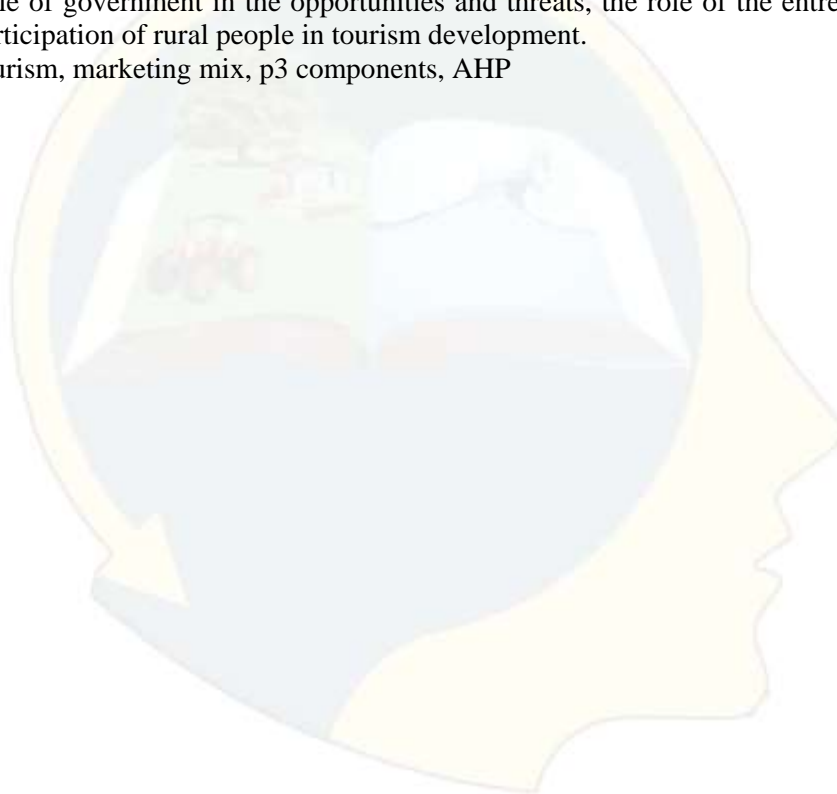 le of government in the opportunities and threats, the role of the entre
rticipation of rural people in tourism development.
urism, marketing mix, p3 components, AHP